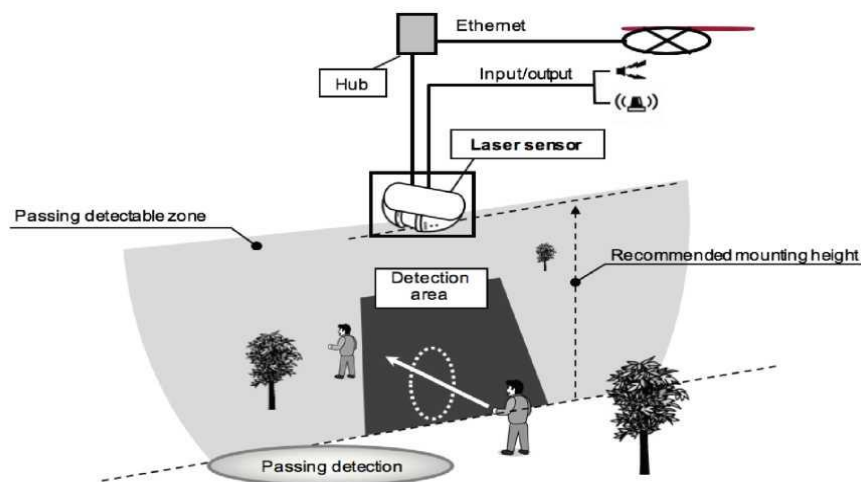 Ethernet
Hub
Input/output
Laser sensor
Passing detectable zone
Recommended mounting height
Detection
area
Passing detection